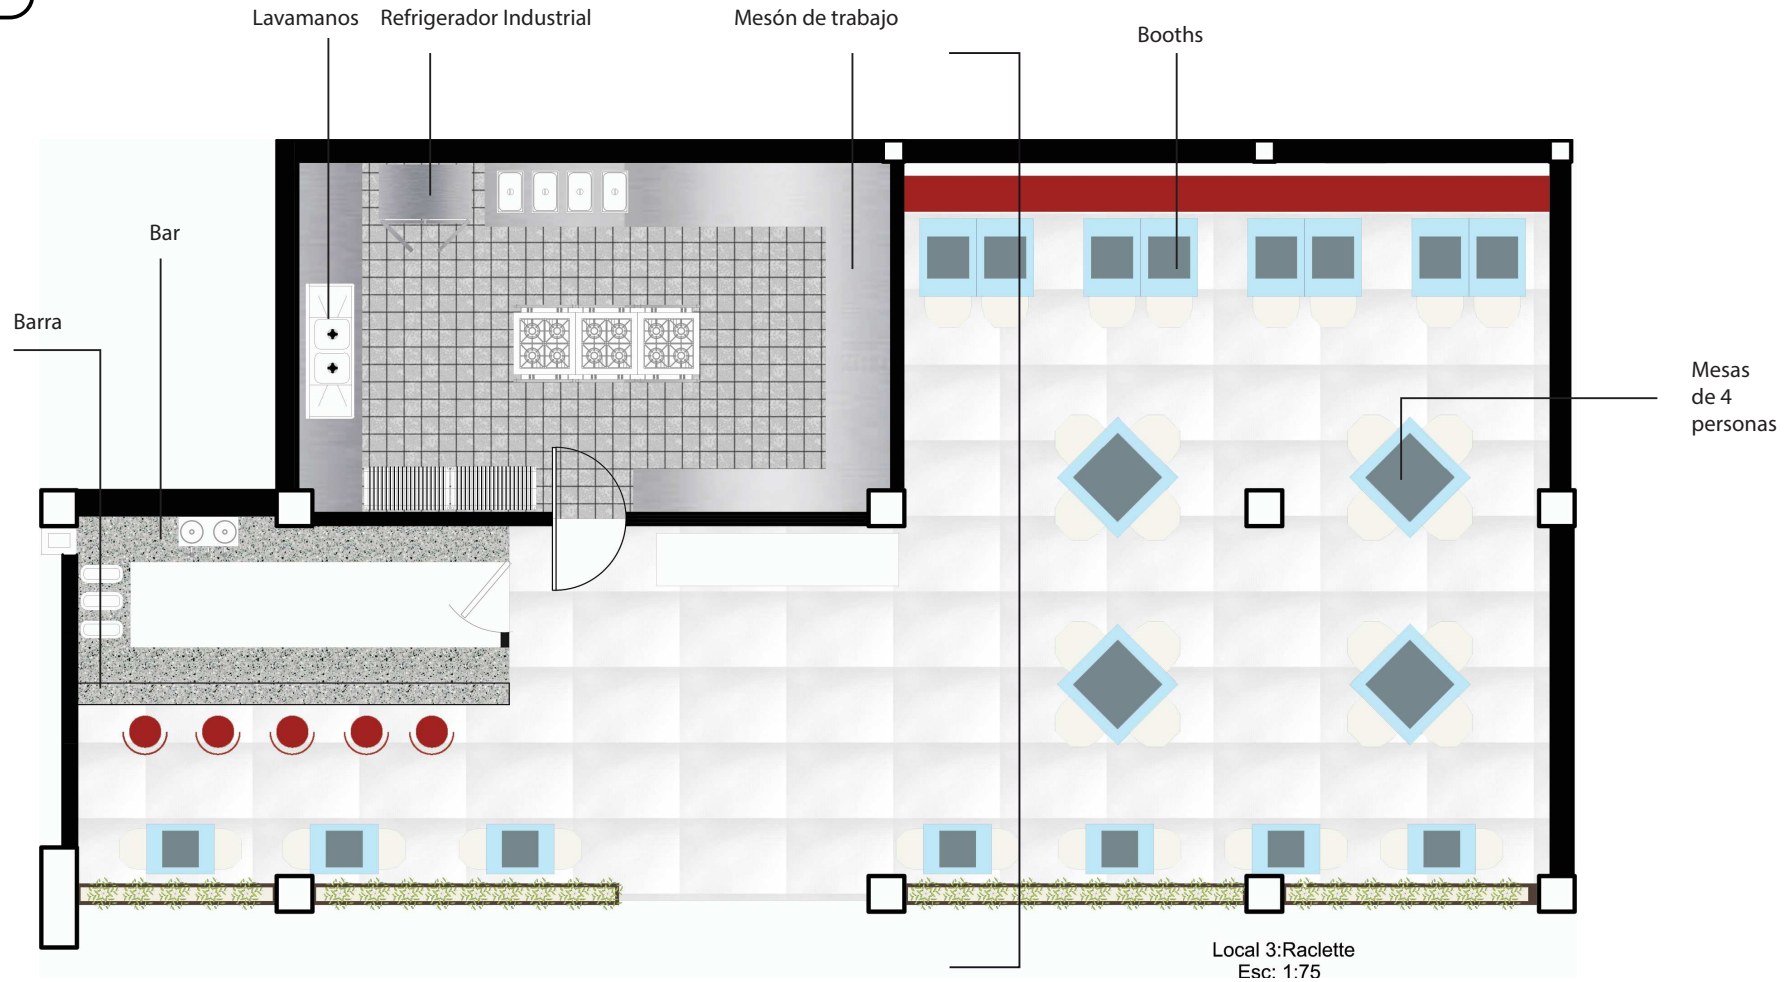 Lavamanos
Refrigerador Industrial
Mesón de trabajo
Booths
Bar
Barra
Mesas
de 4
personas
Local 3:Raclette
Esc: 1:75